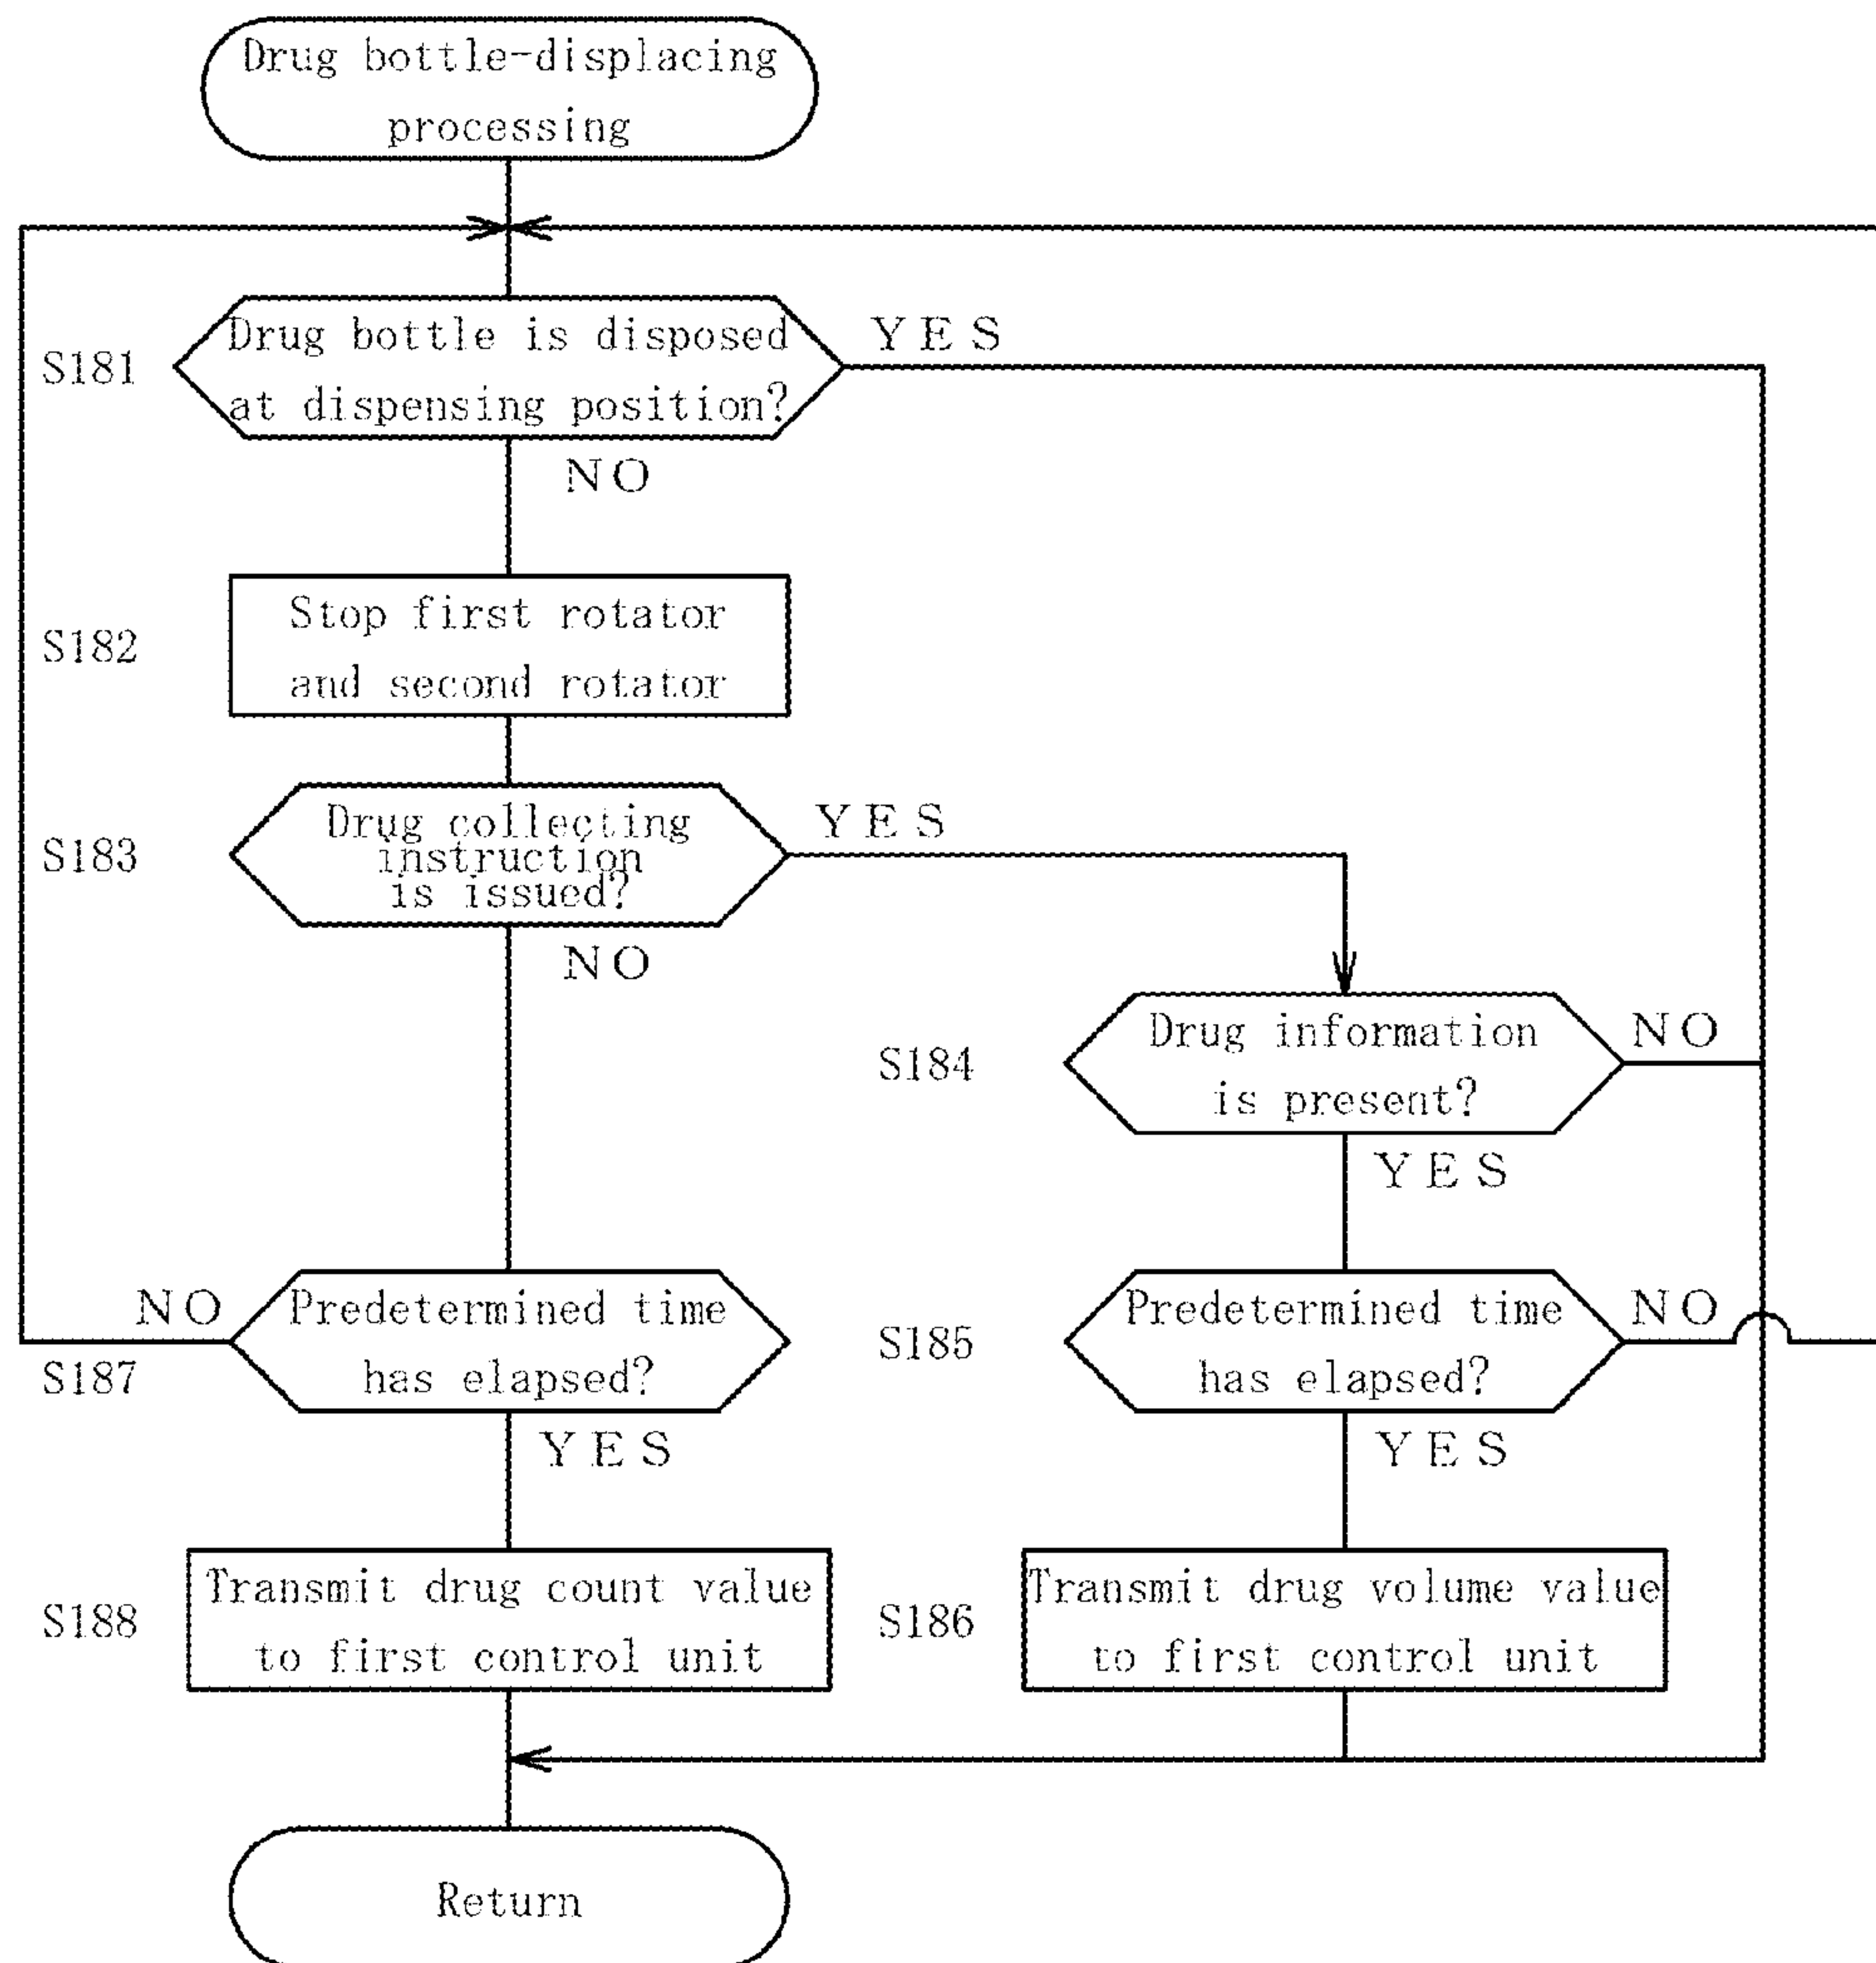 Drug bottle-displacing
processing
S181
Drug bottle is disposed
at dispensing position?
YES
NO
S182
Stop first rotator
and second rotator
S183
Drug collecting
instruction
is issued?
YES
NO
S184
Drug information
is present?
NO
YES
NO
S187
Predetermined time
has elapsed?
YES
S185
Predetermined time
has elapsed?
NO
YES
S188
Transmit drug count value
to first control unit
S186
Transmit drug volume value
to first control unit
Return